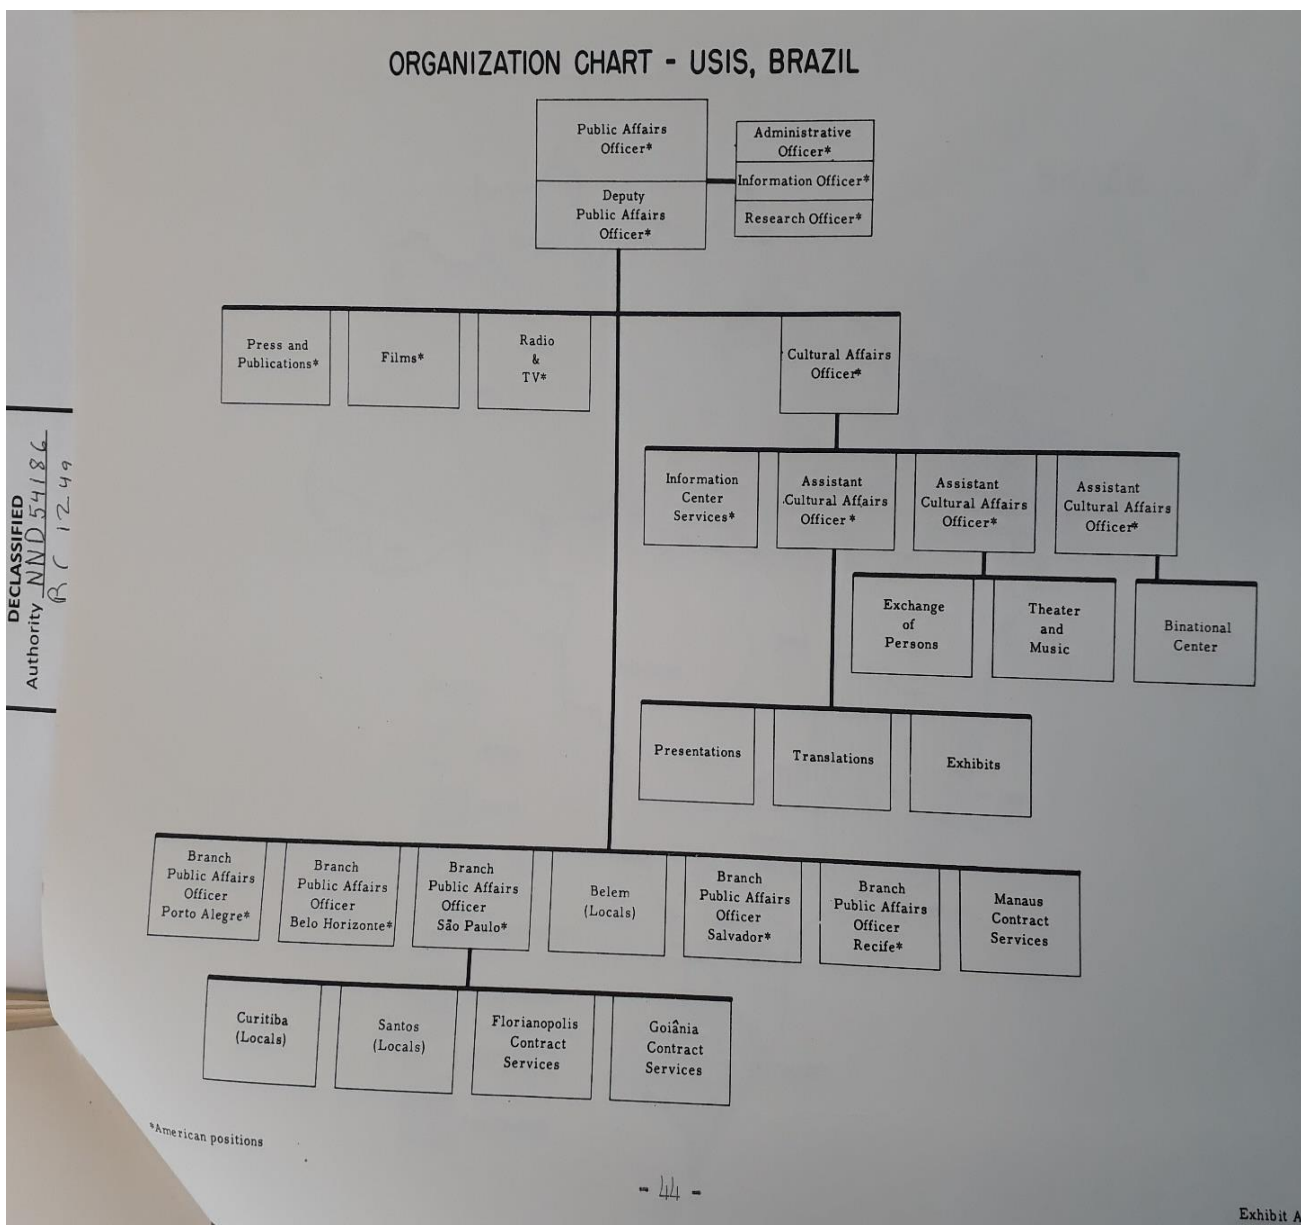 ORGANIZATION CHART - USIS, BRAZIL
Public Affairs
Officer*
Deputy
Public Affairs
Officer*
Administrative
Officer*
Information Officer*
Research Officer*
Press and
Publications*
Films*
Radio
&
TV*
Cultural Affairs
Officer*
Information
Center
Services*
Assistant
Cultural Affairs
Officer *
Assistant
Cultural Affairs
Officer*
Assistant
Cultural Affairs
Officer*
Exchange
of
Persons
Theater
and
Music
Binational
Center
Presentations
Translations
Exhibits
Branch
Public Affairs
Officer
Porto Alegre*
Branch
Public Affairs
Officer
Belo Horizonte*
Branch
Public Affairs
Officer
São Paulo*
Belem
(Locals)
Branch
Public Affairs
Officer
Salvador*
Branch
Public Affairs
Officer
Recife*
Manaus
Contract
Services
Curitiba
(Locals)
Santos
(Locals)
Florianopolis
Contract
Services
Goiânia
Contract
Services
*American positions
- 44 -
Exhibit A
DECLASSIFIED
Authority NND54186